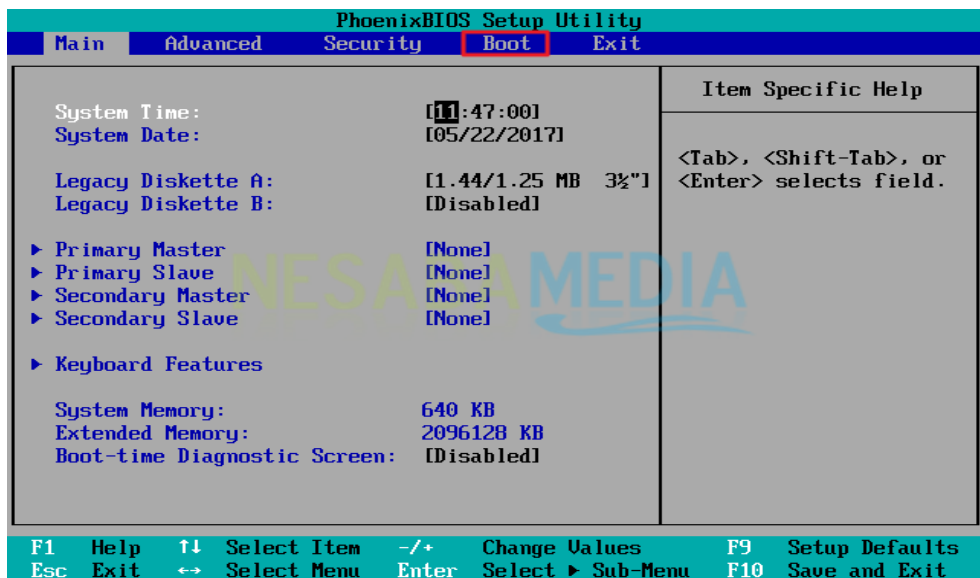 PhoenixBIOS Setup Utility
Main Advanced Security Boot Exit
Item Specific Help
System Time: [11:47:00]
System Date: [05/22/2017]
<Tab>, <Shift-Tab>, or
<Enter> selects field.
Legacy Diskette A: [1.44/1.25 MB 3½"]
Legacy Diskette B: [Disabled]
▶ Primary Master [None]
▶ Primary Slave [None]
▶ Secondary Master [None]
▶ Secondary Slave [None]
NESABAMEDIA
▶ Keyboard Features
System Memory: 640 KB
Extended Memory: 2096128 KB
Boot-time Diagnostic Screen: [Disabled]
F1 Help ↑↓ Select Item -/+ Change Values F9 Setup Defaults
Esc Exit ↔ Select Menu Enter Select ▶ Sub-Menu F10 Save and Exit